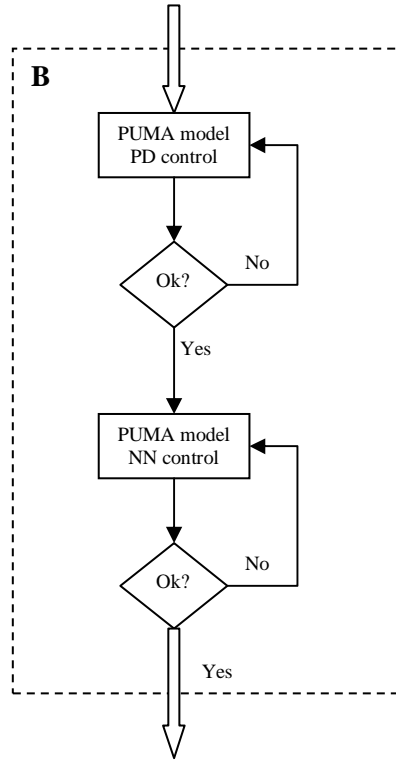 B
PUMA model
PD control
Ok?
No
Yes
PUMA model
NN control
Ok?
No
Yes